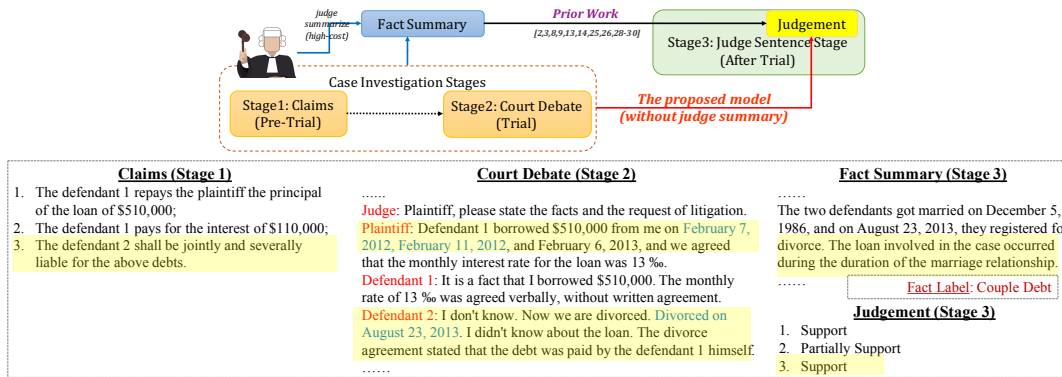 judge
summarize
(high-cost)
Fact Summary
Prior Work
[2,3,8,9,13,14,25,26,28-30]
Judgement
Stage3: Judge Sentence Stage
(After Trial)
Case Investigation Stages
Stage1: Claims
(Pre-Trial)
Stage2: Court Debate
(Trial)
The proposed model
(without judge summary)
Claims (Stage 1)
1. The defendant 1 repays the plaintiff the principal
of the loan of $510,000;
2. The defendant 1 pays for the interest of $110,000;
3. The defendant 2 shall be jointly and severally
liable for the above debts.
Court Debate (Stage 2)
......
Judge: Plaintiff, please state the facts and the request of litigation.
Plaintiff: Defendant 1 borrowed $510,000 from me on February 7,
2012, February 11, 2012, and February 6, 2013, and we agreed
that the monthly interest rate for the loan was 13 ‰.
Defendant 1: It is a fact that I borrowed $510,000. The monthly
rate of 13 ‰ was agreed verbally, without written agreement.
Defendant 2: I don't know. Now we are divorced. Divorced on
August 23, 2013. I didn't know about the loan. The divorce
agreement stated that the debt was paid by the defendant 1 himself.
......
Fact Summary (Stage 3)
......
The two defendants got married on December 5,
1986, and on August 23, 2013, they registered fo
divorce. The loan involved in the case occurred
during the duration of the marriage relationship.
......
Fact Label: Couple Debt
Judgement (Stage 3)
1. Support
2. Partially Support
3. Support